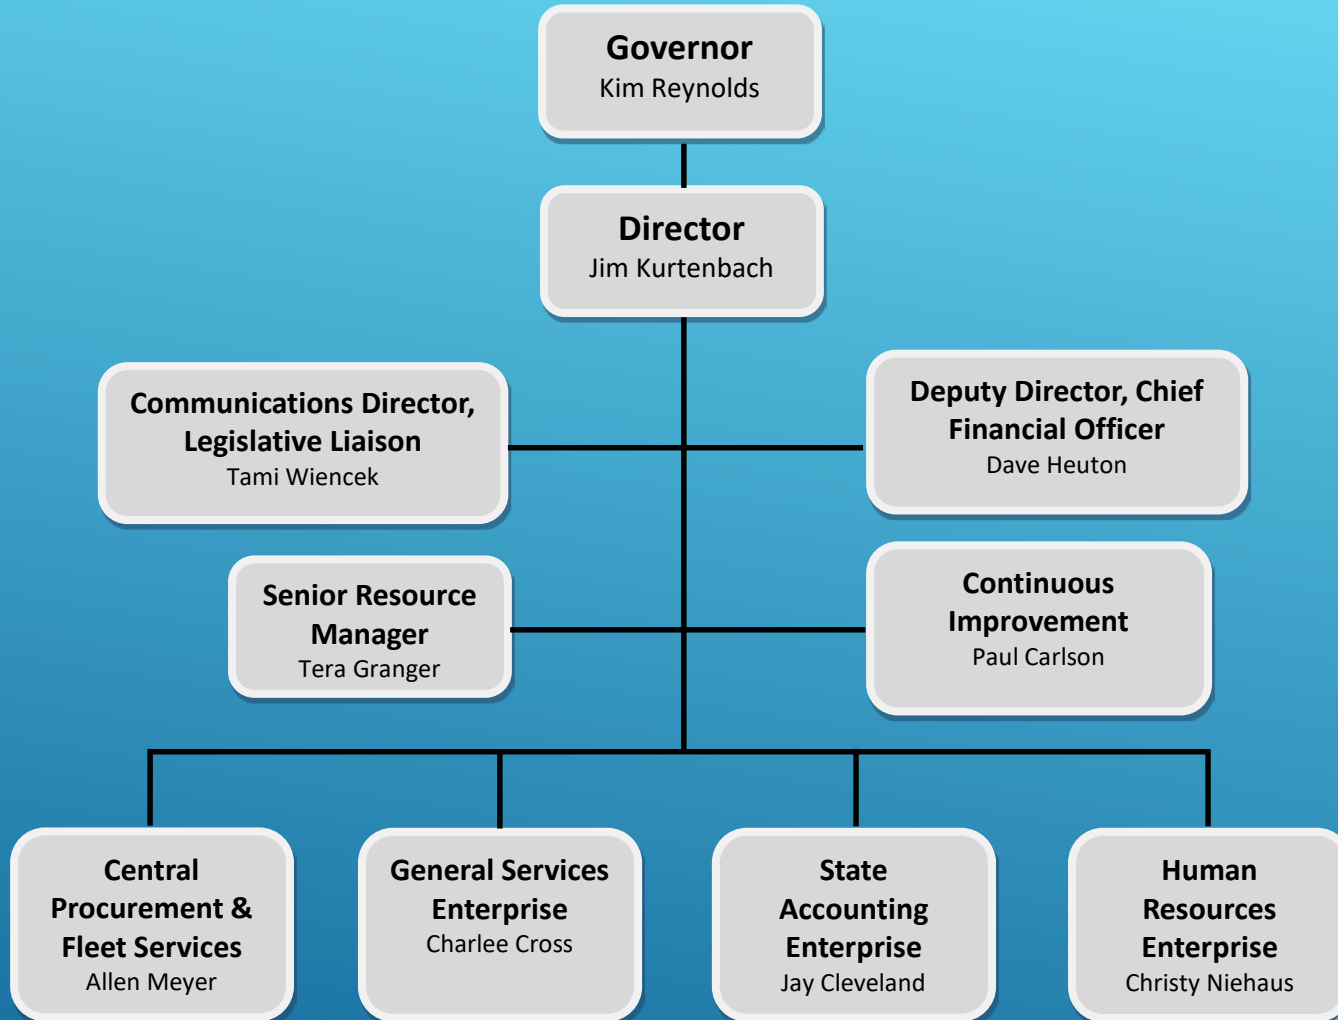 Governor
Kim Reynolds
Director
Jim Kurtenbach
Communications Director,
Legislative Liaison
Tami Wiencek
Deputy Director, Chief
Financial Officer
Dave Heuton
Senior Resource
Manager
Tera Granger
Continuous
Improvement
Paul Carlson
Central
Procurement &
Fleet Services
Allen Meyer
General Services
Enterprise
Charlee Cross
State
Accounting
Enterprise
Jay Cleveland
Human
Resources
Enterprise
Christy Niehaus